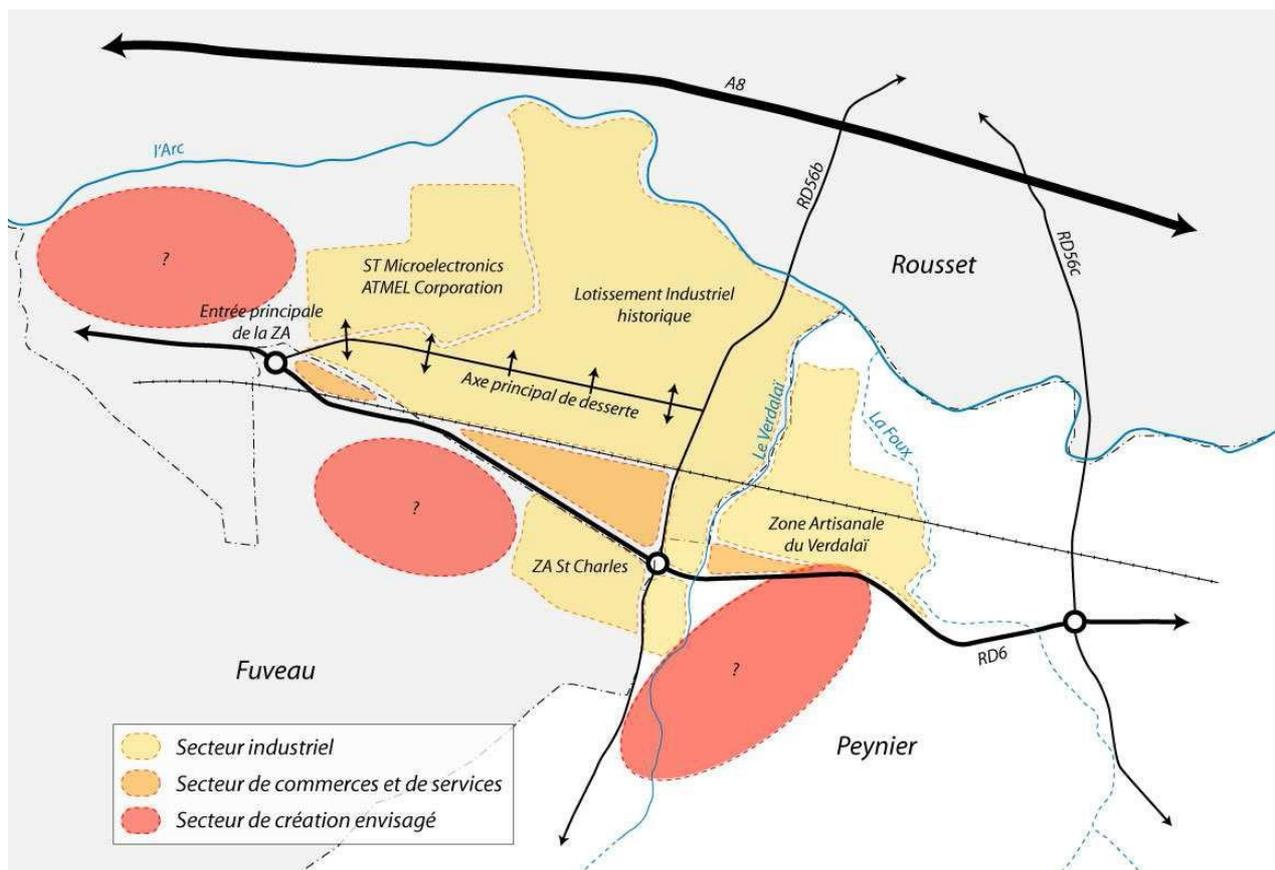 A8
l'Arc
RD56b
RD56c
Rousset
?
ST Microelectronics
ATMEL Corporation
Lotissement Industriel
historique
Entrée principale
de la ZA
Axe principal de desserte
Le Verdalaï
La Foux
?
Zone Artisanale
du Verdalaï
ZA St Charles
RD6
?
Fuveau
Peynier
Secteur industriel
Secteur de commerces et de services
Secteur de création envisagé